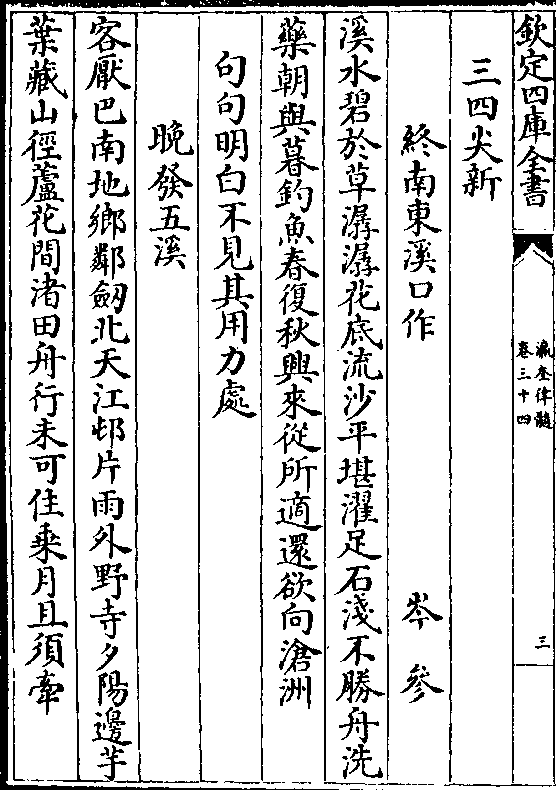 欽定四庫全書
瀛奎律髓
卷三十四
三
三四尖新
終南東溪口作
岑參
溪水碧於草潺潺花底流沙平堪濯足石淺不勝舟洗
藥朝與暮釣魚春復秋興來從所適還欲向滄洲
句句明白不見其用力處
晚發五溪
客厭巴南地鄉鄰劒北天江邨片雨外野寺夕陽邊芋
葉藏山徑蘆花間渚田舟行未可住乗月且須牽